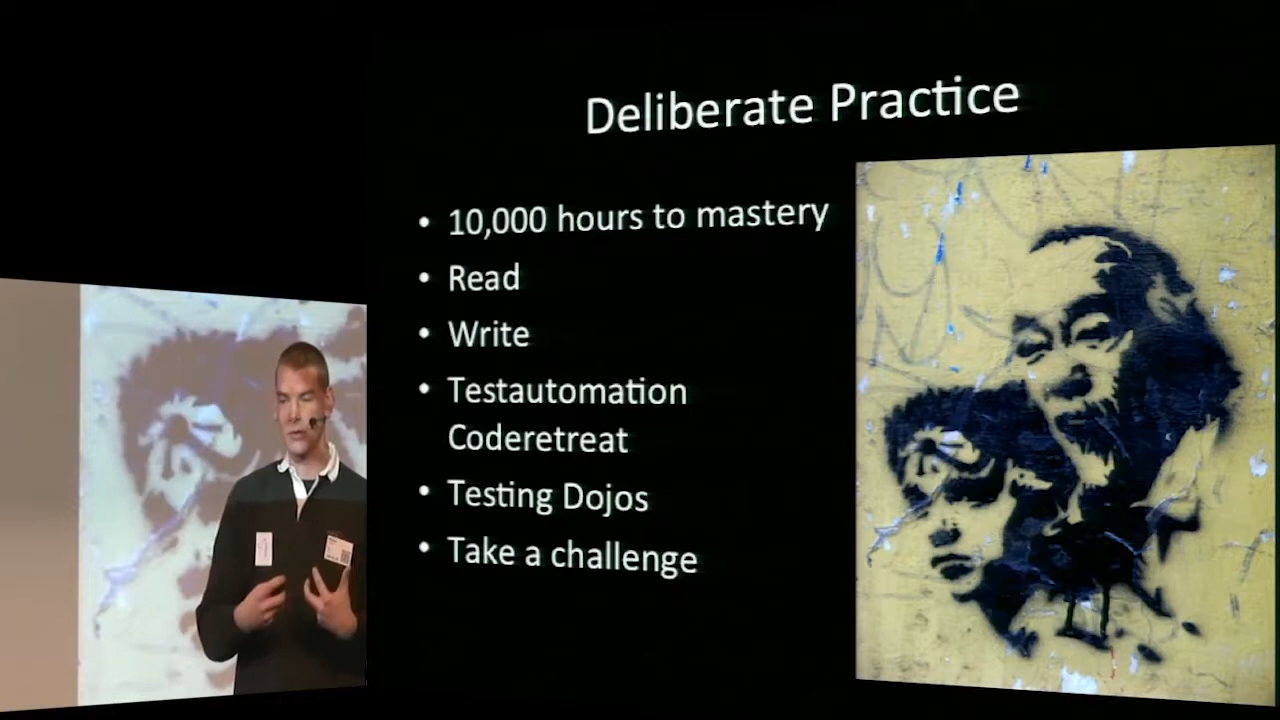 Deliberate Practice
• 10,000 hours to mastery
• Read
• Write
• Testautomation
Coderetreat
• Testing Dojos
• Take a challenge